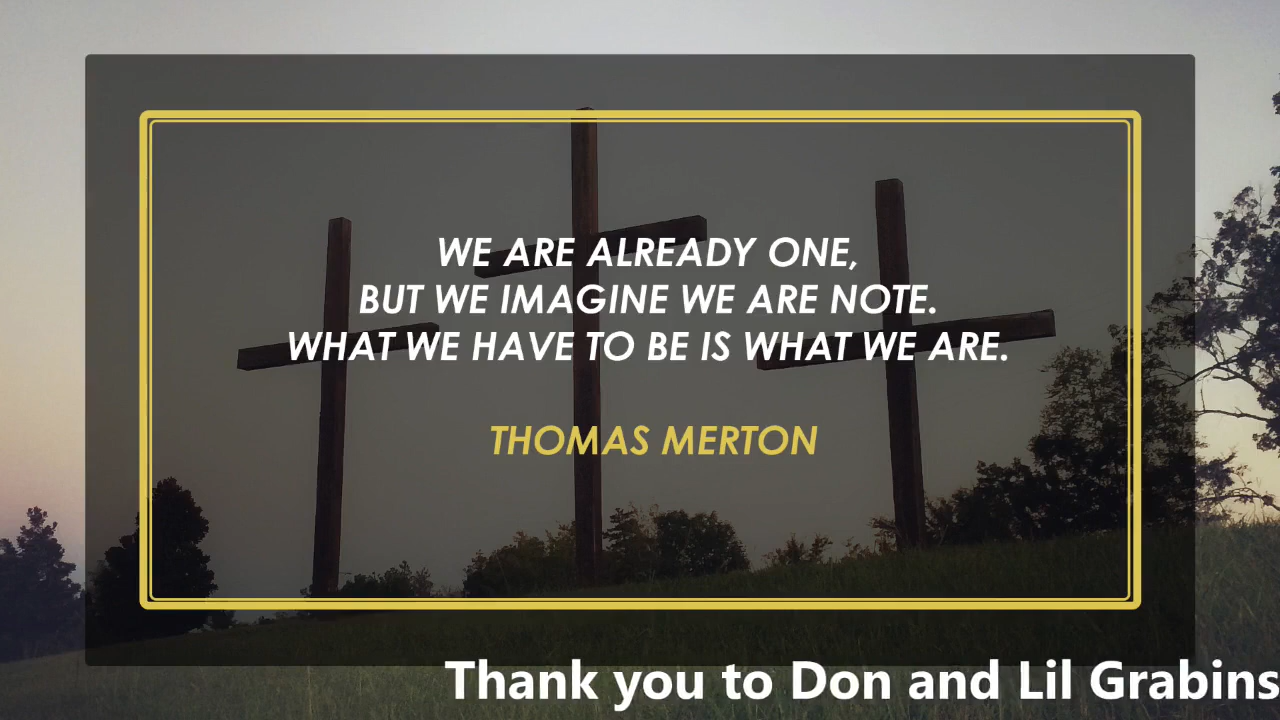 WE ARE ALREADY ONE,
BUT WE IMAGINE WE ARE NOTE.
WHAT WE HAVE TO BE IS WHAT WE ARE.
THOMAS MERTON
Thank you to Don and Lil Grabins